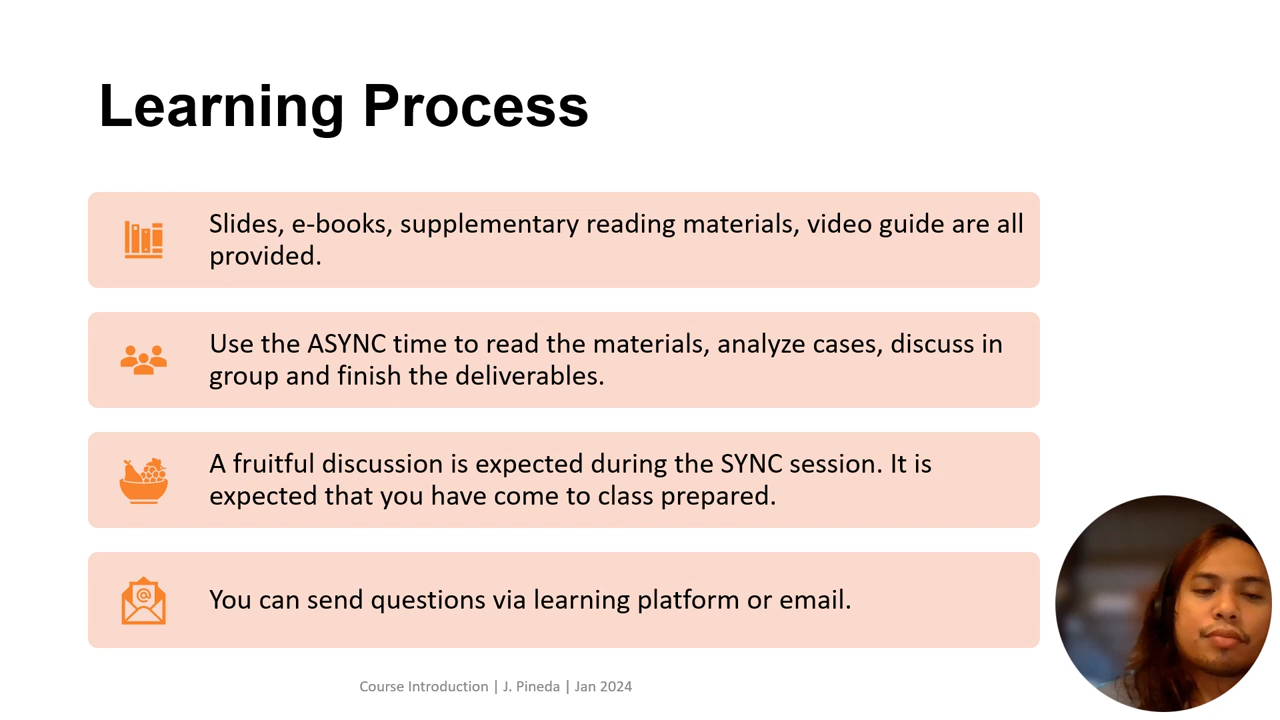 Learning Process
Slides, e-books, supplementary reading materials, video guide are all
provided.
Use the ASYNC time to read the materials, analyze cases, discuss in
group and finish the deliverables.
A fruitful discussion is expected during the SYNC session. It is
expected that you have come to class prepared.
@
You can send questions via learning platform or email.
Course Introduction | J. Pineda | Jan 2024